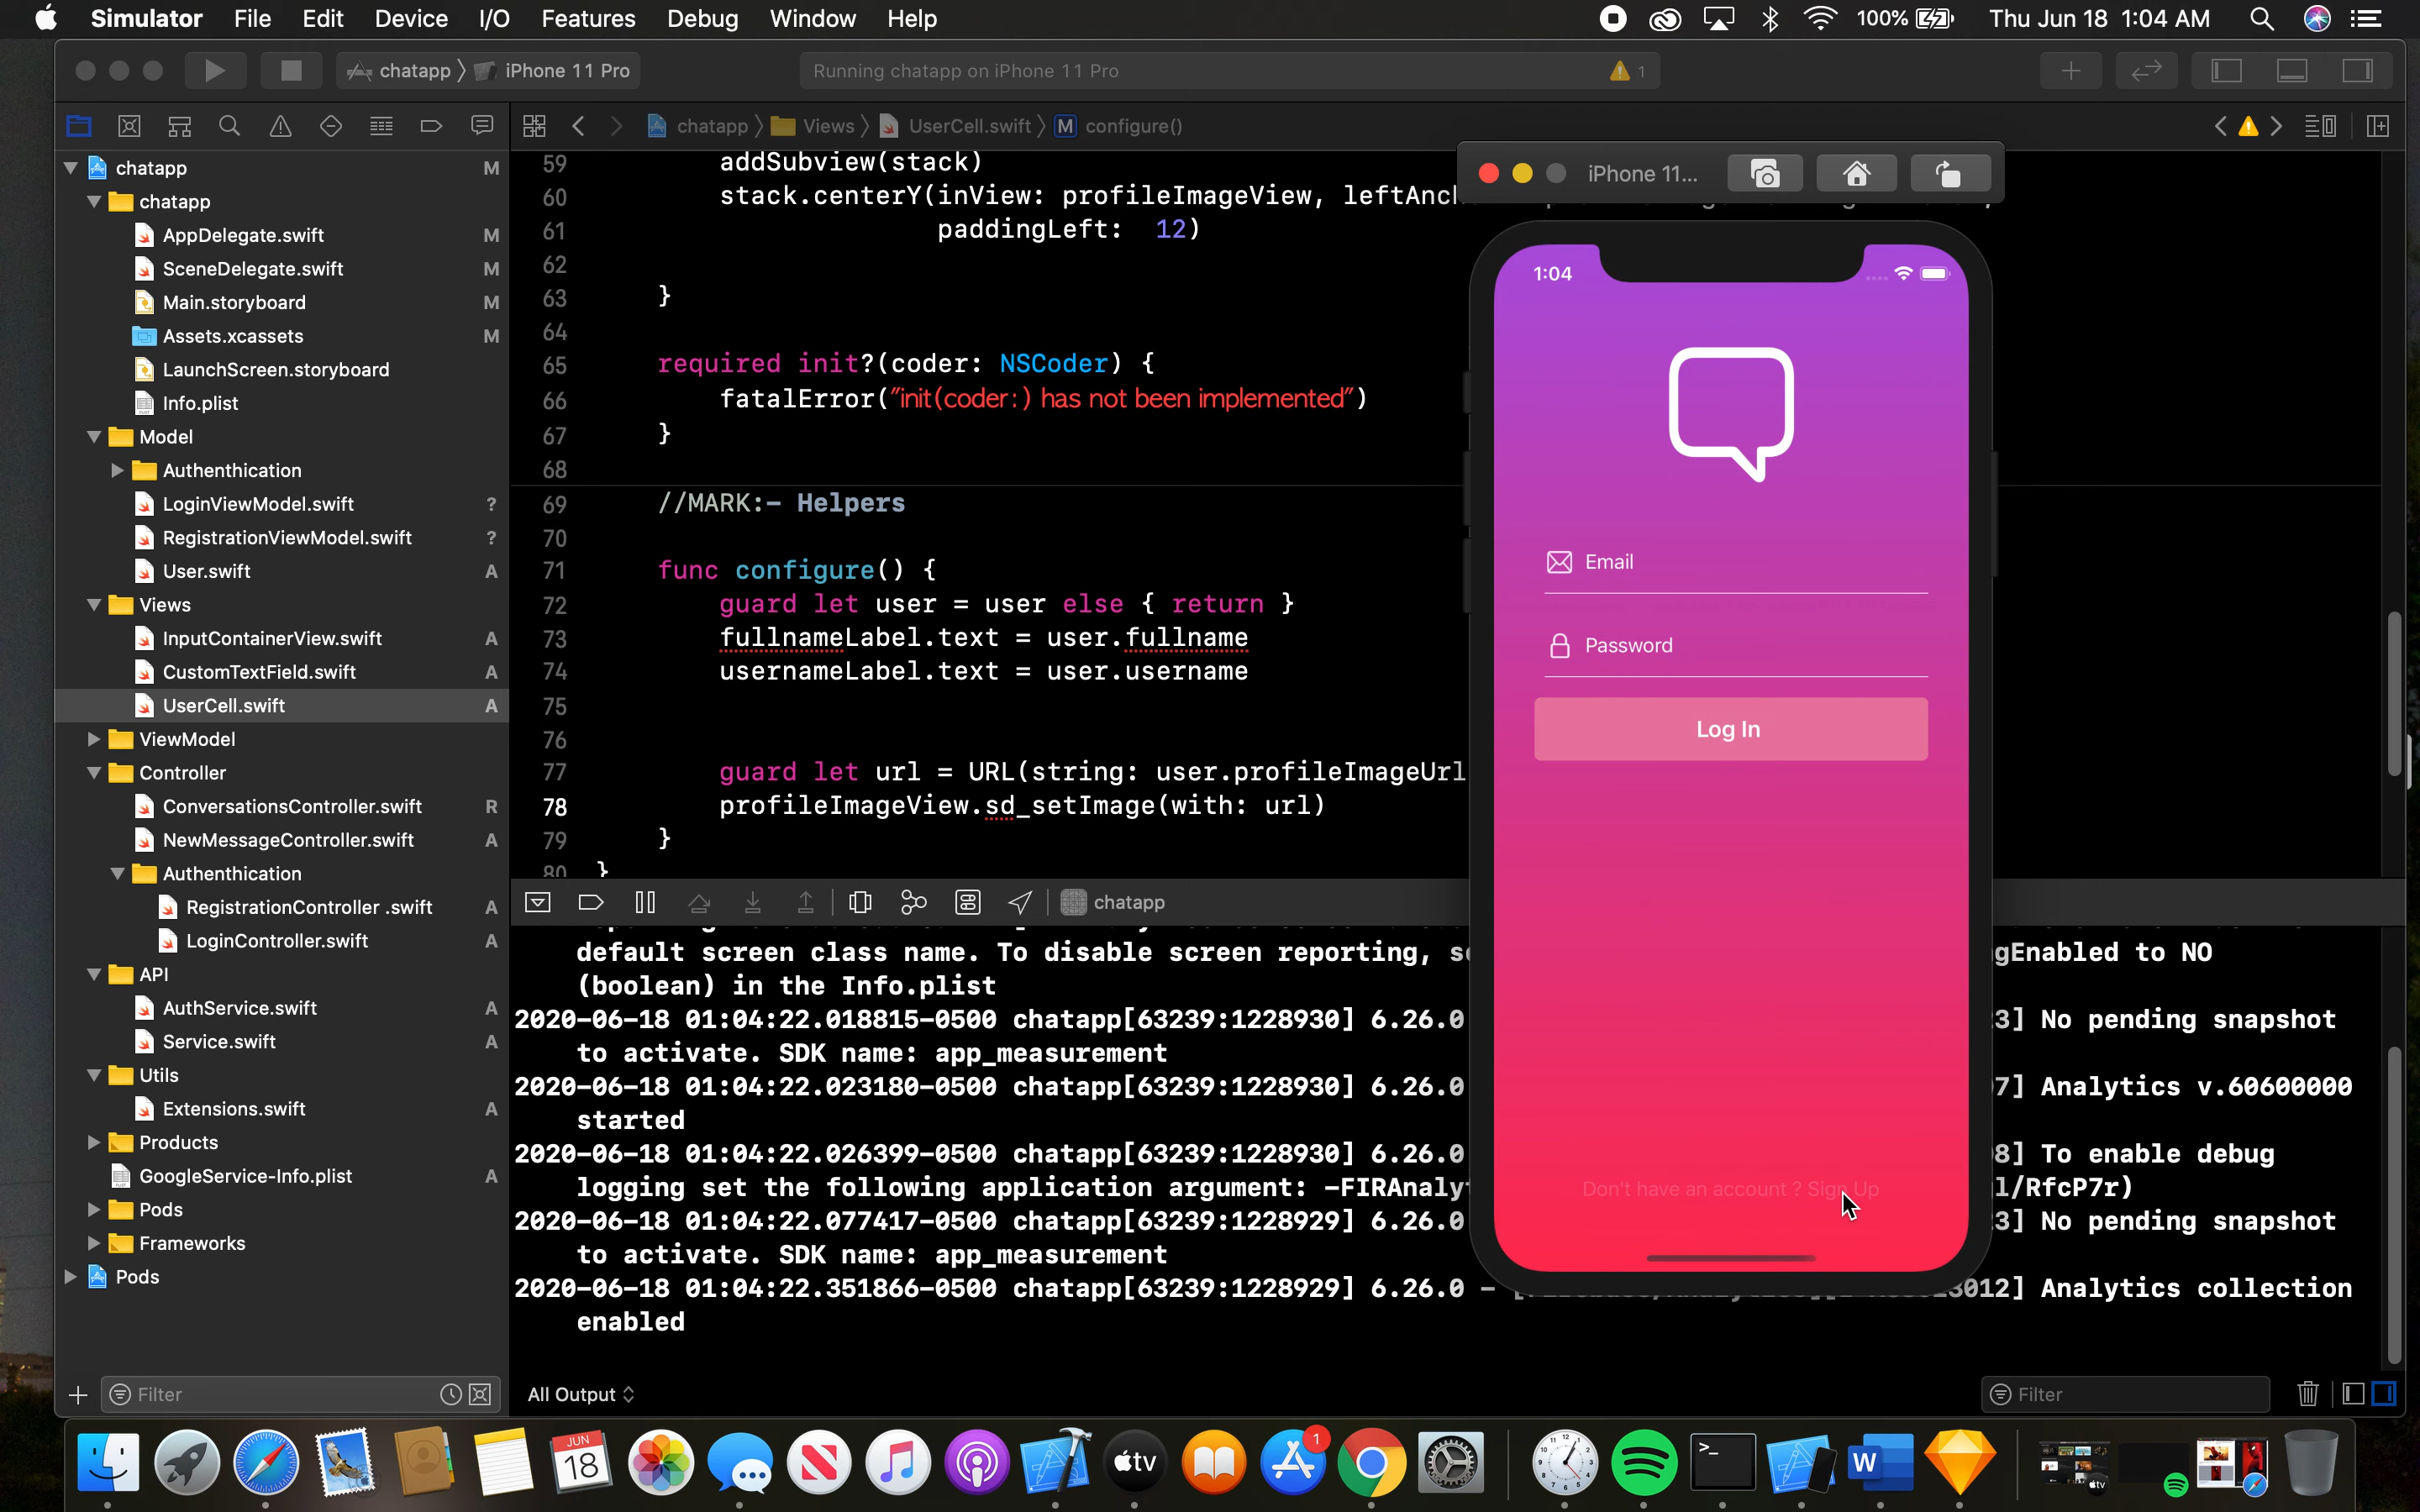 Simulator File Edit Device I/O Features Debug Window Help 100% Thu Jun 18 1:04 AM
chatapp iPhone 11 Pro Running chatapp on iPhone 11 Pro 1
chatapp Views UserCell.swift M configure()
chatapp M
chatapp
AppDelegate.swift M
SceneDelegate.swift M
Main.storyboard M
Assets.xcassets M
LaunchScreen.storyboard
Info.plist
Model
Authenthication
LoginViewModel.swift ?
RegistrationViewModel.swift ?
User.swift A
Views
InputContainerView.swift A
CustomTextField.swift A
UserCell.swift A
ViewModel
Controller
ConversationsController.swift R
NewMessageController.swift A
Authenthication
RegistrationController .swift A
LoginController.swift A
API
AuthService.swift A
Service.swift A
Utils
Extensions.swift A
Products
GoogleService-Info.plist A
Pods
Frameworks
Pods
Filter
59 addSubview(stack)
60 stack.centerY(inView: profileImageView,
61 paddingLeft: 12)
62
63 }
64
65 required init?(coder: NSCoder) {
66 fatalError("init(coder:) has not been implemented")
67 }
68
69 //MARK:- Helpers
70
71 func configure() {
72 guard let user = user else { return }
73 fullnameLabel.text = user.fullname
74 usernameLabel.text = user.username
75
76
77 guard let url = URL(string: user.profileImageUrl
78 profileImageView.sd_setImage(with: url)
79 }
80 }
chatapp
default screen class name. To disable screen reporting, gEnabled to NO
(boolean) in the Info.plist
2020-06-18 01:04:22.018815-0500 chatapp[63239:1228930] 6.26.0 3] No pending snapshot
to activate. SDK name: app_measurement
2020-06-18 01:04:22.023180-0500 chatapp[63239:1228930] 6.26.0 7] Analytics v.60600000
started
2020-06-18 01:04:22.026399-0500 chatapp[63239:1228930] 6.26.0 8] To enable debug
logging set the following application argument: -FIRAnaly l/RfcP7r)
2020-06-18 01:04:22.077417-0500 chatapp[63239:1228929] 6.26.0 3] No pending snapshot
to activate. SDK name: app_measurement
2020-06-18 01:04:22.351866-0500 chatapp[63239:1228929] 6.26.0 - 3012] Analytics collection
enabled
All Output Filter
iPhone 11...
1:04
Email
Password
Log In
Don't have an account ? Sign Up
JUN
18
tv
1
>_
W
tv